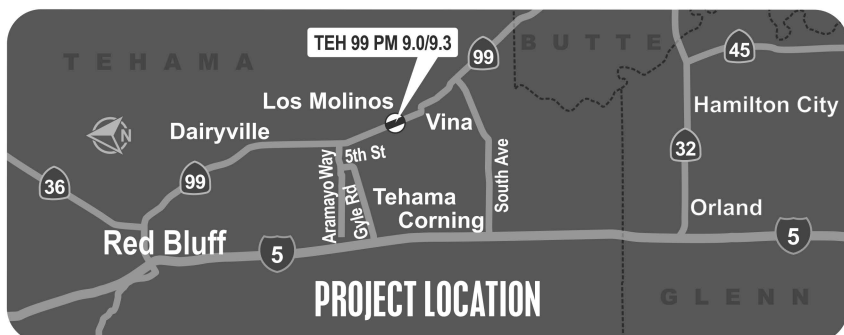 TEH 99 PM 9.0/9.3
TEHAMA
BUTTE
99
45
Los Molinos
Hamilton City
Dairyville
Vina
N
5th St
32
36
99
Aramayo Way
Gyle Rd
Tehama
South Ave
Corning
Orland
Red Bluff
5
5
PROJECT LOCATION
GLENN